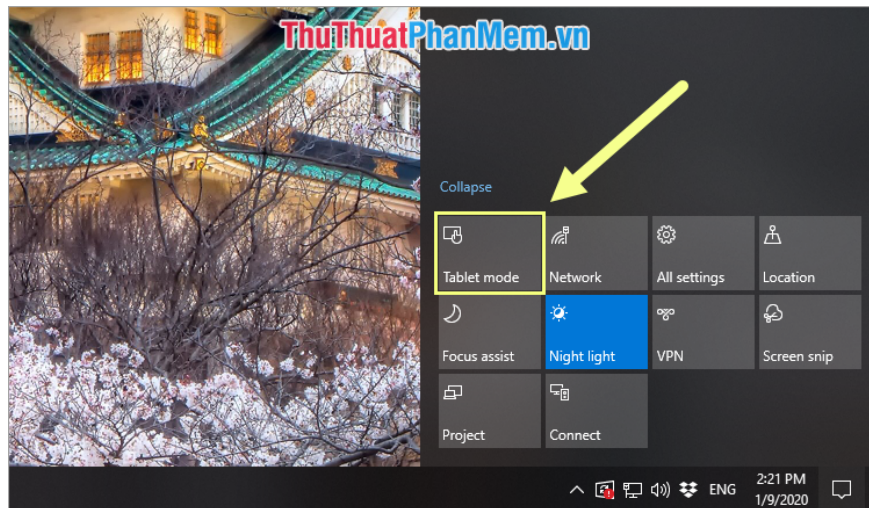 ThuThuatPhanMem.vn
Collapse
Tablet mode
Network
All settings
Location
Focus assist
Night light
VPN
Screen snip
Project
Connect
ENG
2:21 PM
1/9/2020